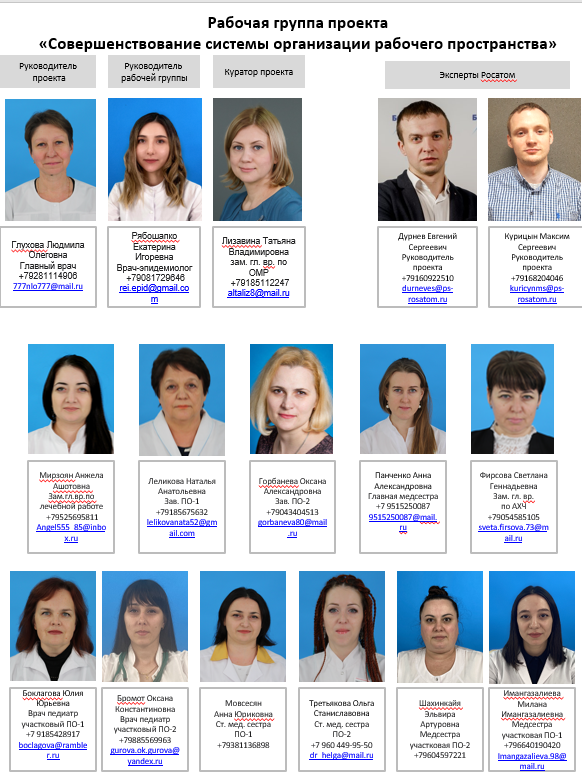 Рабочая группа проекта
«Совершенствование системы организации рабочего пространства»
Руководитель
проекта
Руководитель
рабочей группы
Куратор проекта
Эксперты Росатом
Глухова Людмила
Олеговна
Главный врач
+79281114906
777nlo777@mail.ru
Рябошапко
Екатерина
Игоревна
Врач-эпидемиолог
+79081729646
rei.epid@gmail.co
m
Лизавина Татьяна
Владимировна
зам. гл. вр. по
ОМР
+79185112247
altaliz8@mail.ru
Дурнев Евгений
Сергеевич
Руководитель
проекта
+79160922510
durneves@ps-
rosatom.ru
Курицын Максим
Сергеевич
Руководитель
проекта
+79168204046
kuricynms@ps-
rosatom.ru
Мирзоян Анжела
Ашотовна
Зам.гл.вр.по
лечебной работе
+79525695811
Angel555_85@inbo
x.ru
Леликова Наталья
Анатольевна
Зав. ПО-1
+79185675632
lelikovanata52@gm
ail.com
Горбанева Оксана
Александровна
Зав. ПО-2
+79043404513
gorbaneva80@mail
.ru
Панченко Анна
Александровна
Главная медсестра
+7 9515250087
9515250087@mail.
ru
Фирсова Светлана
Геннадьевна
Зам. гл. вр.
по АХЧ
+79054585105
sveta.firsova.73@m
ail.ru
Боклагова Юлия
Юрьевна
Врач педиатр
участковый ПО-1
+7 9185428917
boclagova@ramble
r.ru
Бромот Оксана
Константиновна
Врач педиатр
участковый ПО-2
+79885569963
gurova.ok.gurova@
yandex.ru
Мовсесян
Анна Юриковна
Ст. мед. сестра
ПО-1
+79381136898
Третьякова Ольга
Станиславовна
Ст. мед. сестра
ПО-2
+7 960 449-95-50
dr_helga@mail.ru
Шахинкайя
Эльвира
Артуровна
Медсестра
участковая ПО-2
+79604597221
Имангазалиева
Милана
Имангазалиевна
Медсестра
участковая ПО-1
+796640190420
Imangazalieva.98@
mail.ru